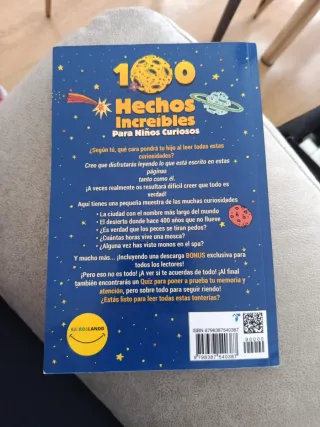 100
Hechos
Increíbles
Para Niños Curiosos
¿Según tú, qué cara pondrá tu hijo al leer todas estas
curiosidades?
Creo que disfrutarás leyendo lo que está escrito en estas
páginas
tanto como él.
¡A veces realmente os resultará difícil creer que todo es
verdad!
Aquí tienes una pequeña muestra de las muchas curiosidades
• La ciudad con el nombre más largo del mundo
• El desierto donde hace 400 años que no llueve
• ¿Es verdad que los peces se tiran pedos?
• ¿Cuántas horas vive una mosca?
• ¿Alguna vez has visto monos en el spa?
Y mucho más... ¡Incluyendo una descarga BONUS exclusiva para
todos los lectores!
¡Pero eso no es todo! ¡A ver si te acuerdas de todo! ¡Al final
también encontrarás un Quiz para poner a prueba tu memoria y
atención, pero sobre todo para seguir riendo!
¿Estás listo para leer todas estas tonterías?
ISBN 9798387540387
90000
9 798387 540387